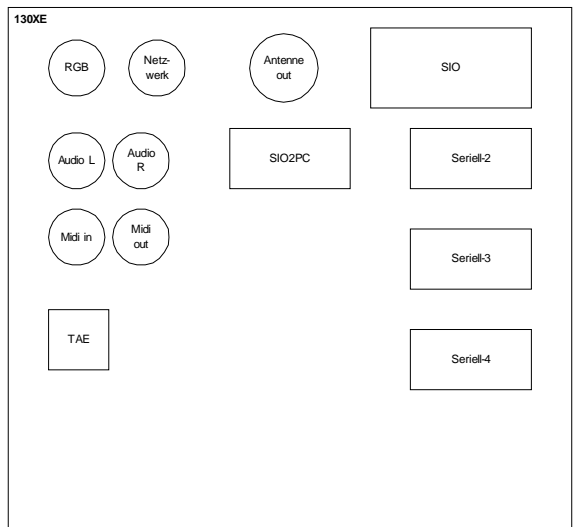 130XE
RGB
Netz-
werk
Antenne
out
SIO
Audio L
Audio
R
SIO2PC
Seriell-2
Midi in
Midi
out
Seriell-3
TAE
Seriell-4